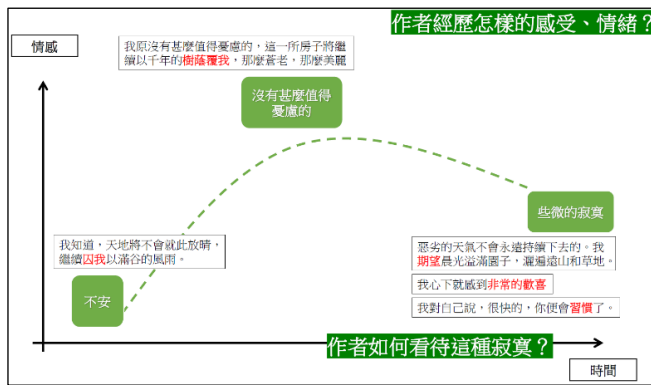 作者經歷怎樣的感受、情緒？
情感
我原沒有甚麼值得憂慮的，這一所房子將繼
續以千年的樹蔭覆我，那麼蒼老，那麼美麗
沒有甚麼值得
憂慮的
些微的寂寞
我知道，天地將不會就此放晴，
繼續囚我以滿谷的風雨。
不安
惡劣的天氣不會永遠持續下去的。我
期望晨光溢滿園子，灑遍遠山和草地。
我心下就感到非常的歡喜
我對自己說，很快的，你便會習慣了。
作者如何看待這種寂寞？
時間